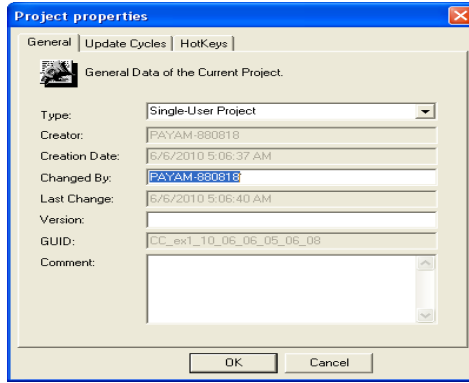 Project properties
General Update Cycles HotKeys
General Data of the Current Project.
Type: Single-User Project
Creator: PAYAM-880818
Creation Date: 6/6/2010 5:06:37 AM
Changed By: PAYAM-880818
Last Change: 6/6/2010 5:06:40 AM
Version:
GUID: CC_ex1_10_06_06_05_06_08
Comment:
OK Cancel